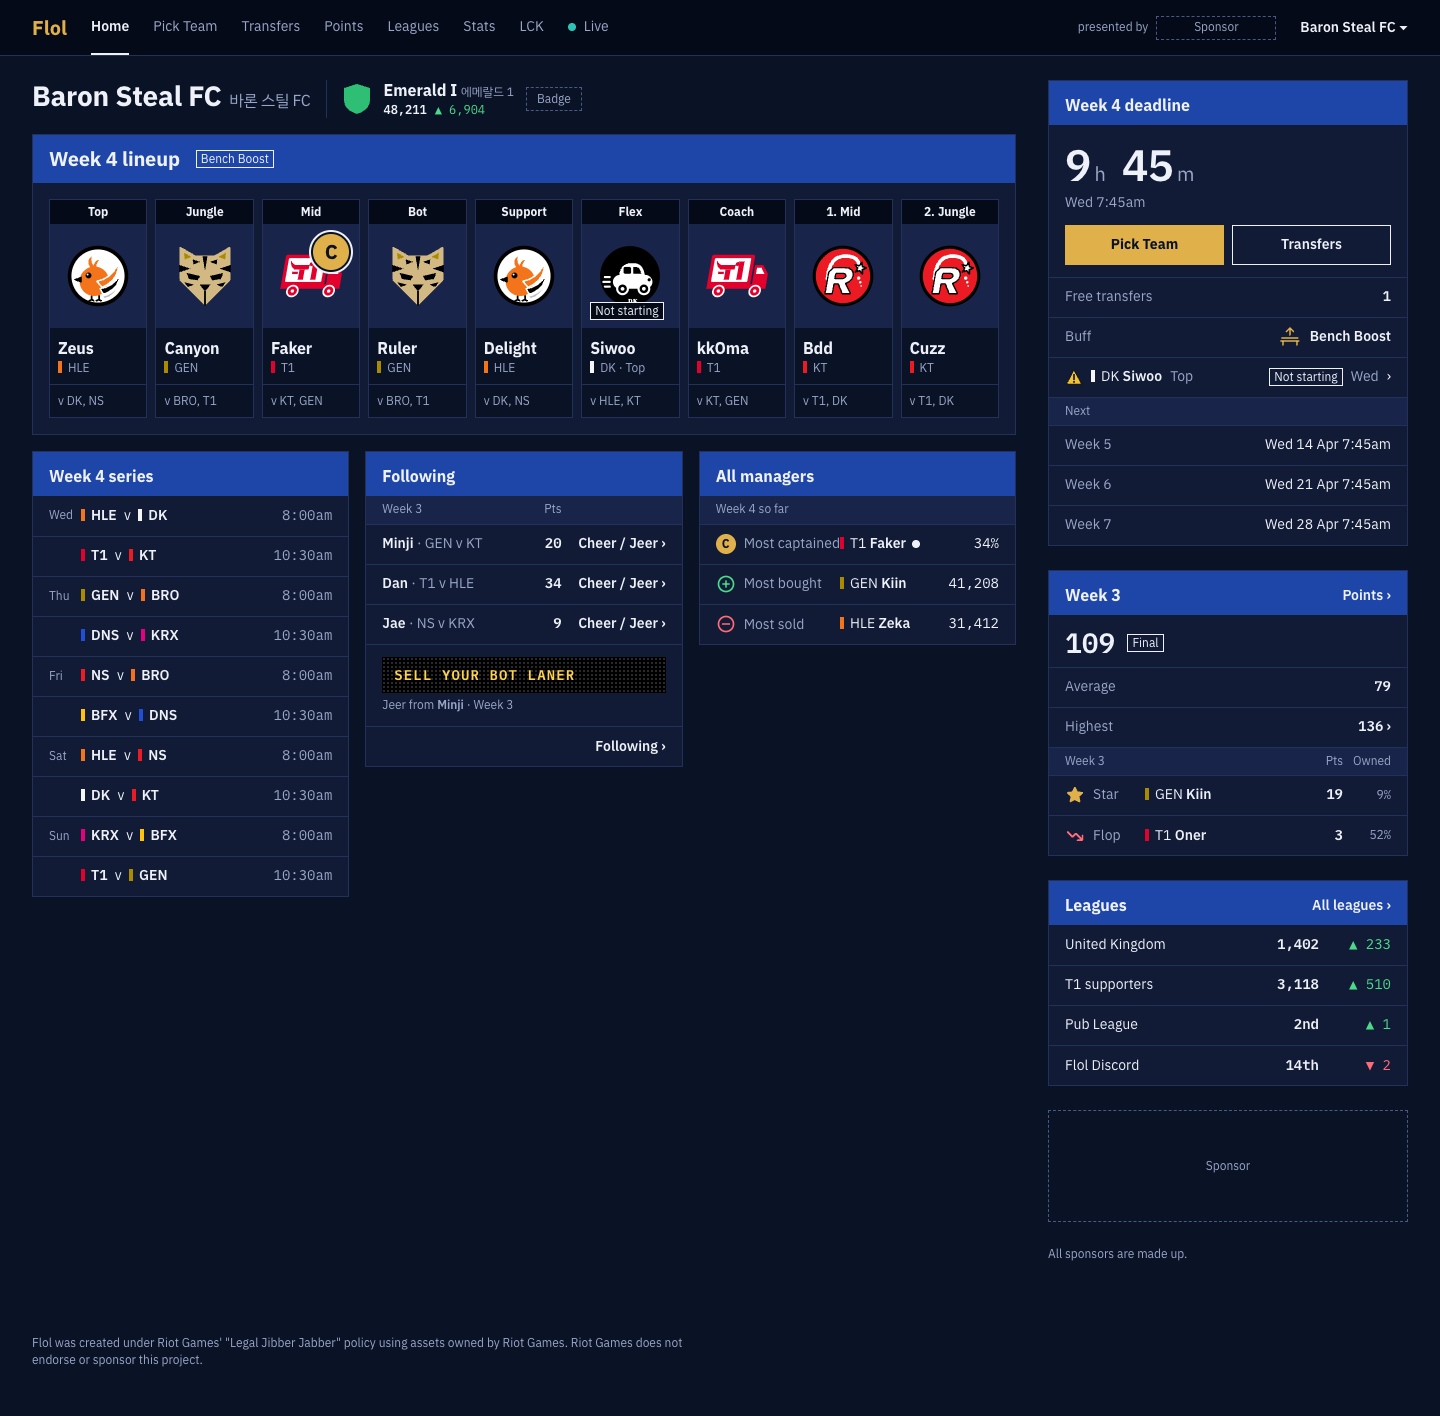 Flol Home Pick Team Transfers Points Leagues Stats LCK Live presented by Sponsor Baron Steal FC
Baron Steal FC 바론 스틸 FC
Emerald I 에메랄드 1
48,211 ▲ 6,904
Badge
Week 4 lineup Bench Boost
Top Jungle Mid Bot Support Flex Coach 1. Mid 2. Jungle
T1 C DK T1 R R
Not starting
Zeus Canyon Faker Ruler Delight Siwoo kkOma Bdd Cuzz
HLE GEN T1 GEN HLE DK · Top T1 KT KT
v DK, NS v BRO, T1 v KT, GEN v BRO, T1 v DK, NS v HLE, KT v KT, GEN v T1, DK v T1, DK
Week 4 series
Wed HLE v DK 8:00am
T1 v KT 10:30am
Thu GEN v BRO 8:00am
DNS v KRX 10:30am
Fri NS v BRO 8:00am
BFX v DNS 10:30am
Sat HLE v NS 8:00am
DK v KT 10:30am
Sun KRX v BFX 8:00am
T1 v GEN 10:30am
Following
Week 3 Pts
Minji · GEN v KT 20 Cheer / Jeer ›
Dan · T1 v HLE 34 Cheer / Jeer ›
Jae · NS v KRX 9 Cheer / Jeer ›
SELL YOUR BOT LANER
Jeer from Minji · Week 3
Following ›
All managers
Week 4 so far
C Most captained T1 Faker 34%
Most bought GEN Kiin 41,208
Most sold HLE Zeka 31,412
Week 4 deadline
9 h 45 m
Wed 7:45am
Pick Team Transfers
Free transfers 1
Buff Bench Boost
DK Siwoo Top Not starting Wed ›
Next
Week 5 Wed 14 Apr 7:45am
Week 6 Wed 21 Apr 7:45am
Week 7 Wed 28 Apr 7:45am
Week 3 Points ›
109 Final
Average 79
Highest 136 ›
Week 3 Pts Owned
Star GEN Kiin 19 9%
Flop T1 Oner 3 52%
Leagues All leagues ›
United Kingdom 1,402 ▲ 233
T1 supporters 3,118 ▲ 510
Pub League 2nd ▲ 1
Flol Discord 14th ▼ 2
Sponsor
All sponsors are made up.
Flol was created under Riot Games' "Legal Jibber Jabber" policy using assets owned by Riot Games. Riot Games does not
endorse or sponsor this project.